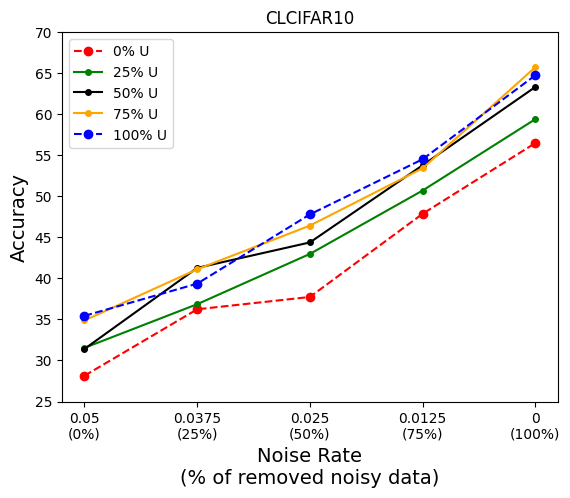 CLCIFAR10
70
65
60
55
50
45
40
35
30
25
Accuracy
0% U
25% U
50% U
75% U
100% U
0.05 0.0375 0.025 0.0125 0
(0%) (25%) (50%) (75%) (100%)
Noise Rate
(% of removed noisy data)